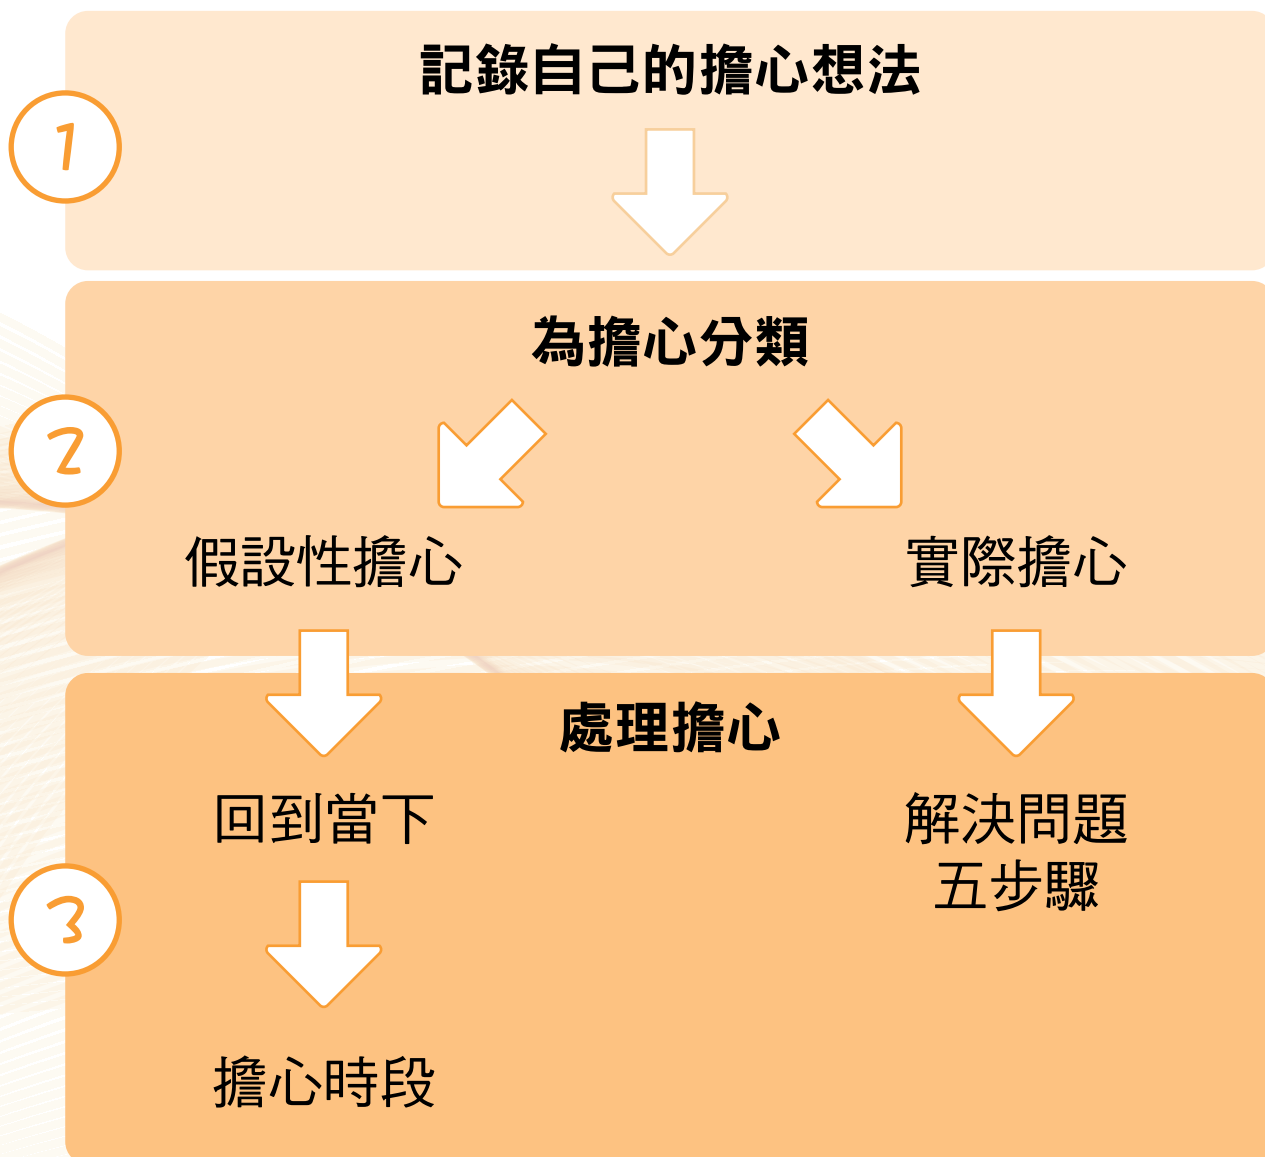 記錄自己的擔心想法
1
為擔心分類
2
假設性擔心
實際擔心
處理擔心
回到當下
解決問題
五步驟
3
擔心時段